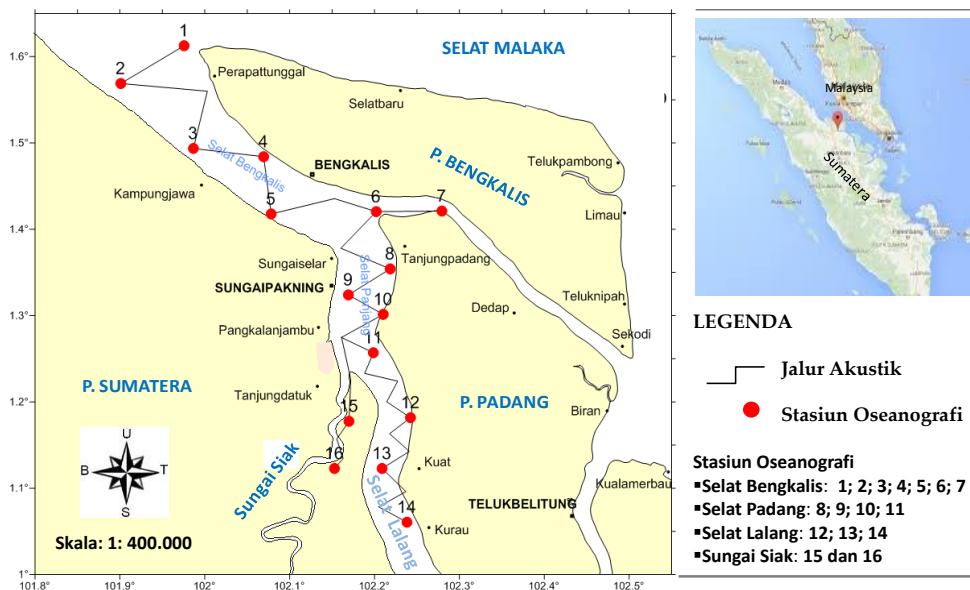 1
2
3
4
5
6
7
8
9
10
11
12
13
14
15
16
1.6°
1.5°
1.4°
1.3°
1.2°
1.1°
1°
101.8°
101.9°
102°
102.1°
102.2°
102.3°
102.4°
102.5°
SELAT MALAKA
Perapattunggal
Selatbaru
Selat Bengkalis
BENGKALIS
P. BENGKALIS
Telukpambong
Kampungjawa
Limau
Sungaiselar
Tanjungpadang
Selat Panjang
SUNGAIPAKNING
Dedap
Teluknipah
Pangkalanjambu
Sekodi
P. SUMATERA
Tanjungdatuk
P. PADANG
Biran
Sungai Siak
Kuat
Kualamerbau
TELUKBELITUNG
Selat Lalang
Kurau
U
B
T
S
Skala: 1: 400.000
Malaysia
Sumatera
LEGENDA
Jalur Akustik
Stasiun Oseanografi
Stasiun Oseanografi
▪Selat Bengkalis: 1; 2; 3; 4; 5; 6; 7
▪Selat Padang: 8; 9; 10; 11
▪Selat Lalang: 12; 13; 14
▪Sungai Siak: 15 dan 16